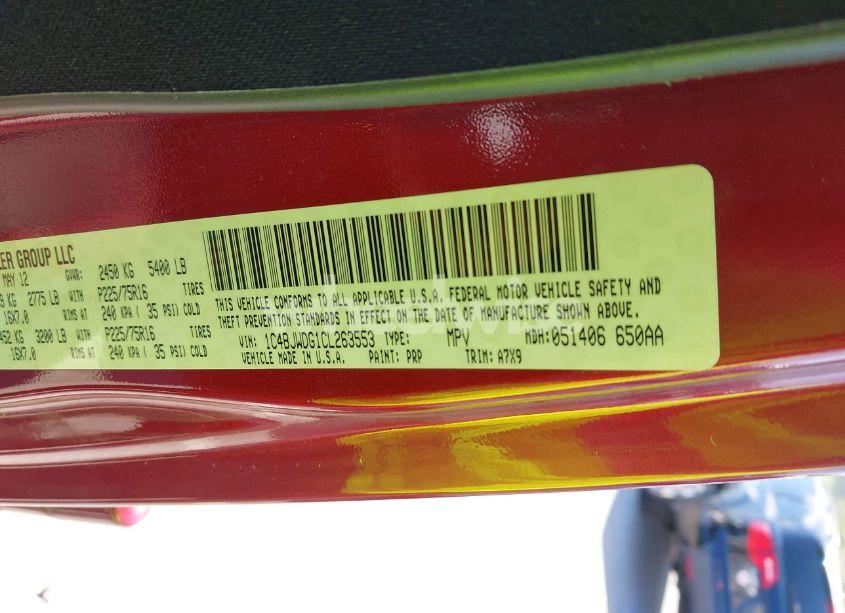 ER GROUP LLC
MAY 12 GVWR: 2450 KG 5400 LB
KG 2775 LB P225/75R16 TIRES
16X7.0 RIMS AT 240 KPA ( 35 PSI) COLD
452 KG 3200 LB P225/75R16 TIRES
16X7.0 RIMS AT 240 KPA ( 35 PSI) COLD
THIS VEHICLE CONFORMS TO ALL APPLICABLE U.S.A. FEDERAL MOTOR VEHICLE SAFETY AND
THEFT PREVENTION STANDARDS IN EFFECT ON THE DATE OF MANUFACTURE SHOWN ABOVE.
VIN: 1C4BJWDG1CL263553 TYPE: MPV MDH: 051406 650AA
VEHICLE MADE IN U.S.A. PAINT: PRP TRIM: A7X9